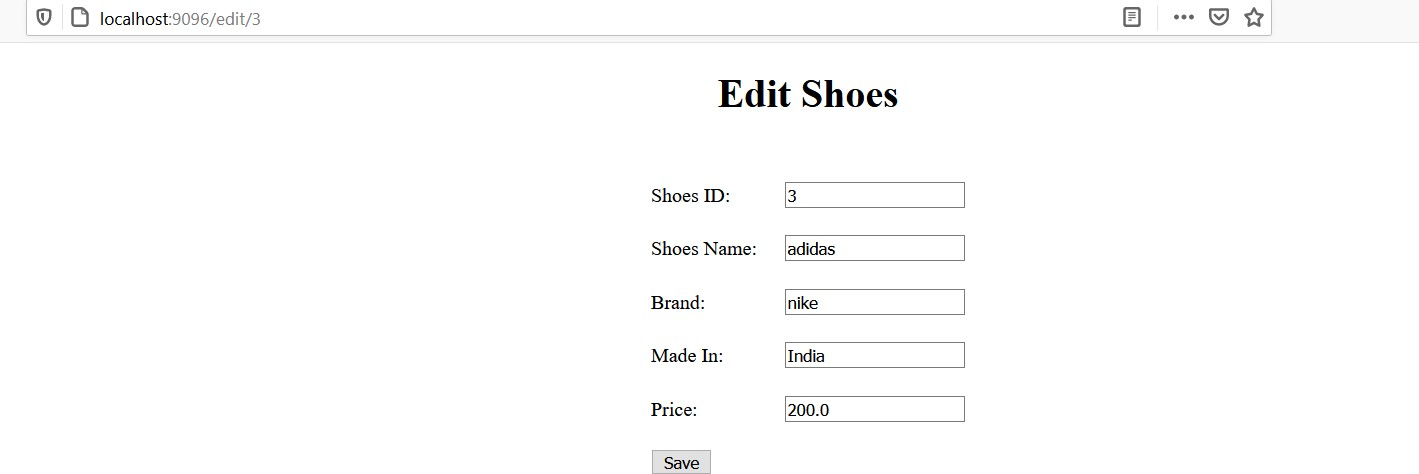 localhost:9096/edit/3
Edit Shoes
Shoes ID: 3
Shoes Name: adidas
Brand: nike
Made In: India
Price: 200.0
Save